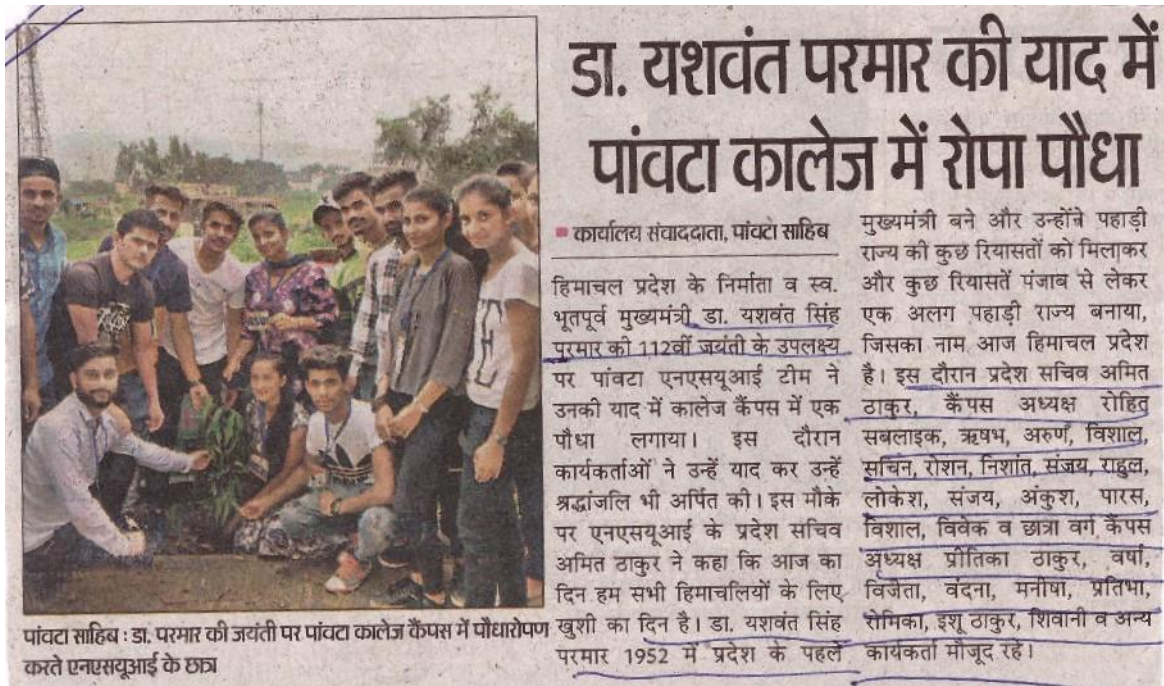 डा. यशवंत परमार की याद में
पांवटा कालेज में रोपा पौधा
कार्यालय संवाददाता, पांवटा साहिब
हिमाचल प्रदेश के निर्माता व स्व.
भूतपूर्व मुख्यमंत्री डा. यशवंत सिंह
परमार की 112वीं जयंती के उपलक्ष्य
पर पांवटा एनएसयूआई टीम ने
उनकी याद में कालेज कैंपस में एक
पौधा लगाया। इस दौरान
कार्यकर्ताओं ने उन्हें याद कर उन्हें
श्रद्धांजलि भी अर्पित की। इस मौके
पर एनएसयूआई के प्रदेश सचिव
अमित ठाकुर ने कहा कि आज का
दिन हम सभी हिमाचलियों के लिए
खुशी का दिन है। डा. यशवंत सिंह
परमार 1952 में प्रदेश के पहले
मुख्यमंत्री बने और उन्होंने पहाड़ी
राज्य की कुछ रियासतों को मिलाकर
और कुछ रियासतें पंजाब से लेकर
एक अलग पहाड़ी राज्य बनाया,
जिसका नाम आज हिमाचल प्रदेश
है। इस दौरान प्रदेश सचिव अमित
ठाकुर, कैंपस अध्यक्ष रोहित
सबलाइक, ऋषभ, अरुण, विशाल,
सचिन, रोशन, निशांत, संजय, राहुल,
लोकेश, संजय, अंकुश, पारस,
विशाल, विवेक व छात्रा वर्ग कैंपस
अध्यक्ष प्रीतिका ठाकुर, वर्षा,
विजेता, वंदना, मनीषा, प्रतिभा,
रोमिका, इशू ठाकुर, शिवानी व अन्य
कार्यकर्ता मौजूद रहे।
पांवटा साहिब : डा. परमार की जयंती पर पांवटा कालेज कैंपस में पौधारोपण
करते एनएसयूआई के छात्र